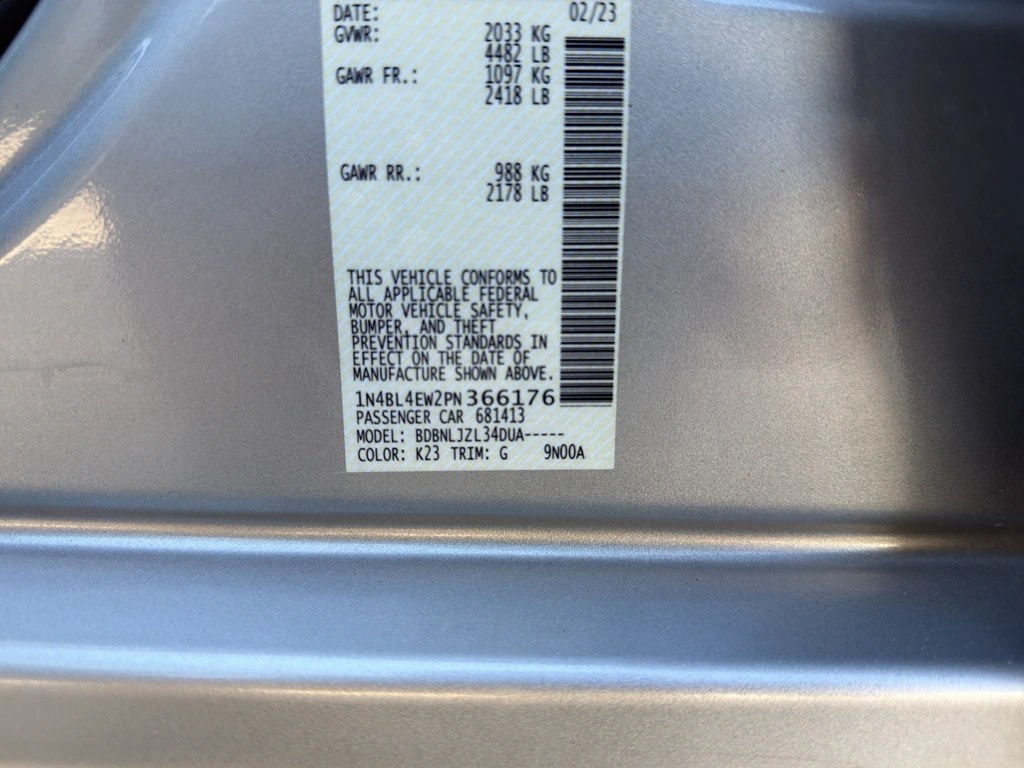 DATE: 02/23
GVWR: 2033 KG
4482 LB
GAWR FR.: 1097 KG
2418 LB
GAWR RR.: 988 KG
2178 LB
THIS VEHICLE CONFORMS TO
ALL APPLICABLE FEDERAL
MOTOR VEHICLE SAFETY,
BUMPER, AND THEFT
PREVENTION STANDARDS IN
EFFECT ON THE DATE OF
MANUFACTURE SHOWN ABOVE.
1N4BL4EW2PN366176
PASSENGER CAR 681413
MODEL: BDBNLJZL34DUA-----
COLOR: K23 TRIM: G 9N00A